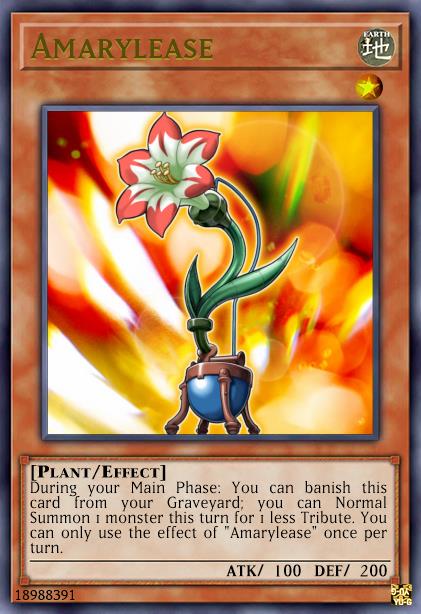 AMARYLEASE
EARTH
地
[PLANT/EFFECT]
During your Main Phase: You can banish this
card from your Graveyard; you can Normal
Summon 1 monster this turn for 1 less Tribute. You
can only use the effect of "Amarylease" once per
turn.
ATK/ 100 DEF/ 200
18988391